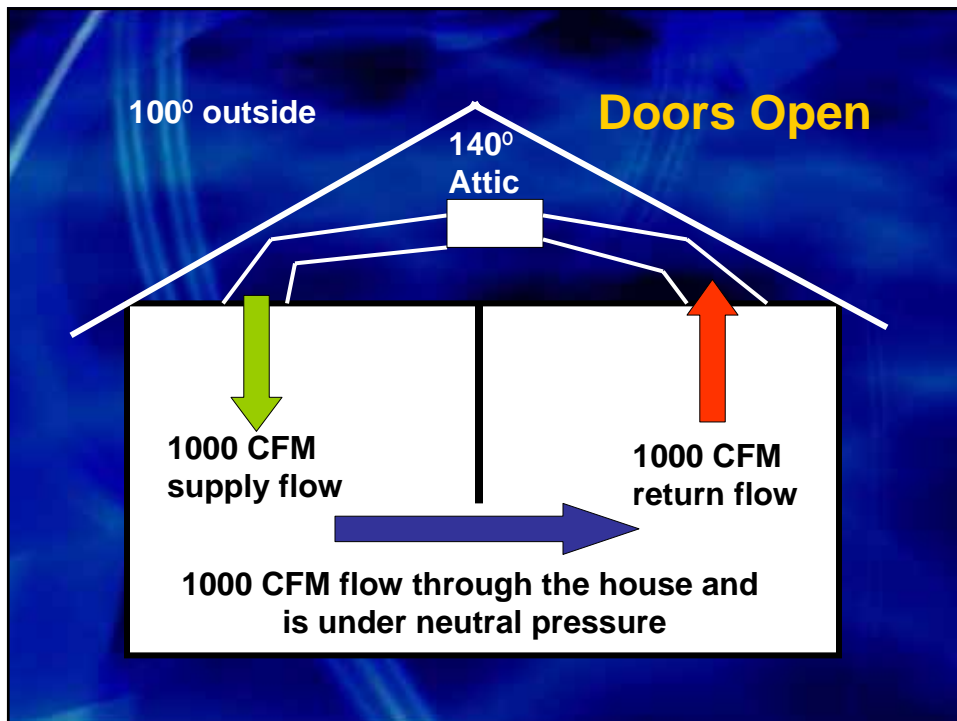 100⁰ outside
Doors Open
140⁰
Attic
1000 CFM
supply flow
1000 CFM
return flow
1000 CFM flow through the house and
is under neutral pressure